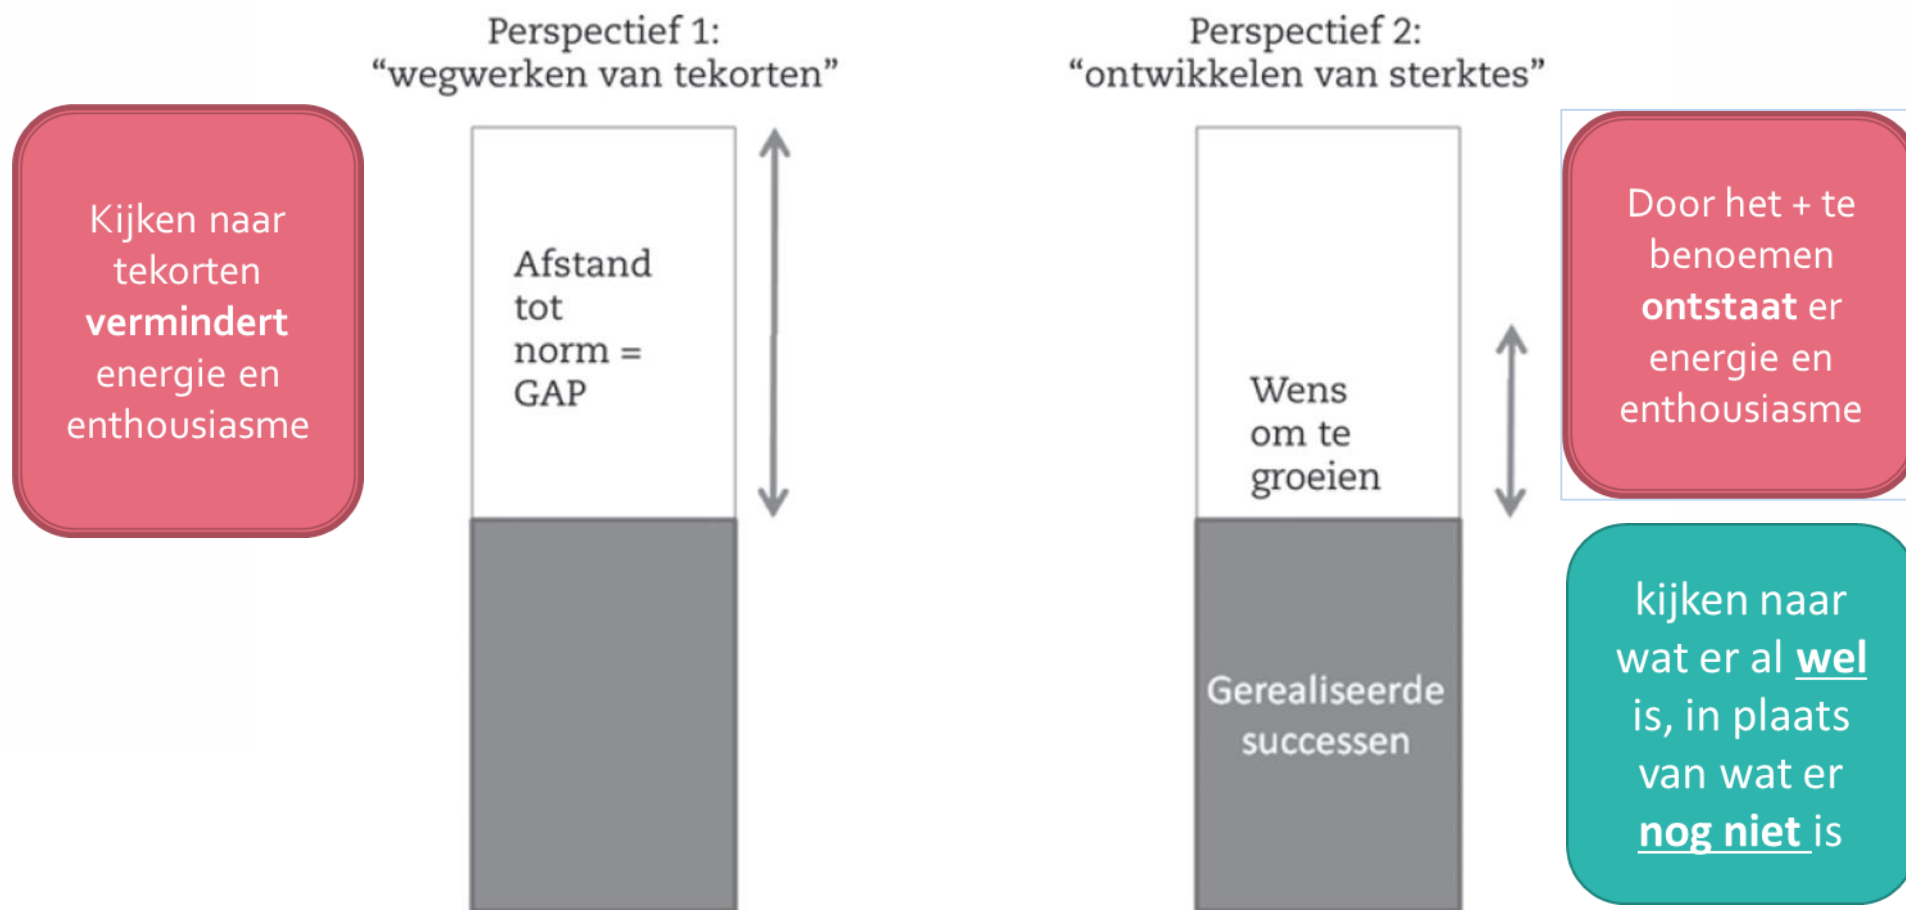 Perspectief 1:
“wegwerken van tekorten”
Kijken naar
tekorten
vermindert
energie en
enthousiasme
Afstand
tot
norm =
GAP
Perspectief 2:
“ontwikkelen van sterktes”
Wens
om te
groeien
Gerealiseerde
successen
Door het + te
benoemen
ontstaat er
energie en
enthousiasme
kijken naar
wat er al wel
is, in plaats
van wat er
nog niet is